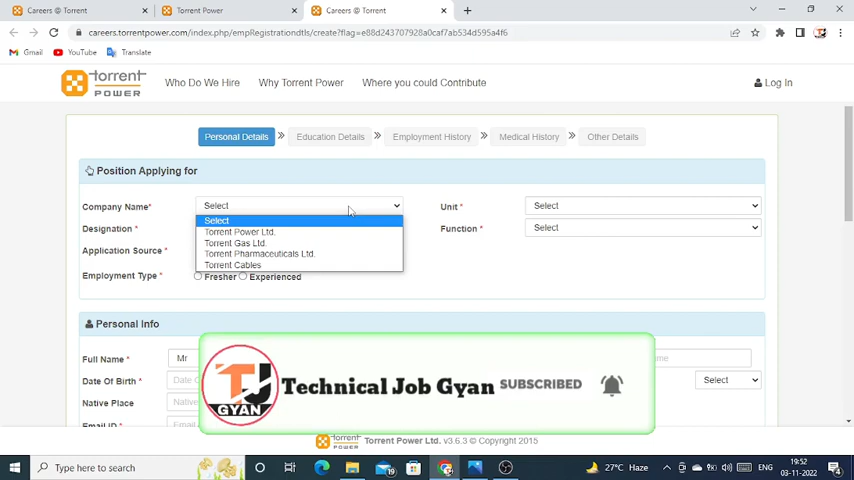 Careers @ Torrent
Torrent Power
Careers @ Torrent
careers.torrentpower.com/index.php/empRegistrationdtls/create?flag=e88d243707928a0caf7ab534d595a4f6
Gmail YouTube Translate
torrent POWER
Who Do We Hire Why Torrent Power Where you could Contribute
Log In
Personal Details Education Details Employment History Medical History Other Details
Position Applying for
Company Name* Select Unit * Select
Select
Torrent Power Ltd.
Designation * Function * Select
Torrent Gas Ltd.
Application Source * Torrent Pharmaceuticals Ltd.
Torrent Cables
Employment Type * Fresher Experienced
Personal Info
Full Name * Mr
Date Of Birth * Select
Native Place
Email ID *
TJ GYAN
Technical Job Gyan SUBSCRIBED
torrent POWER Torrent Power Ltd. v3.6.3 © Copyright 2015
Type here to search
19
27°C Haze
ENG
19:52
03-11-2022
4